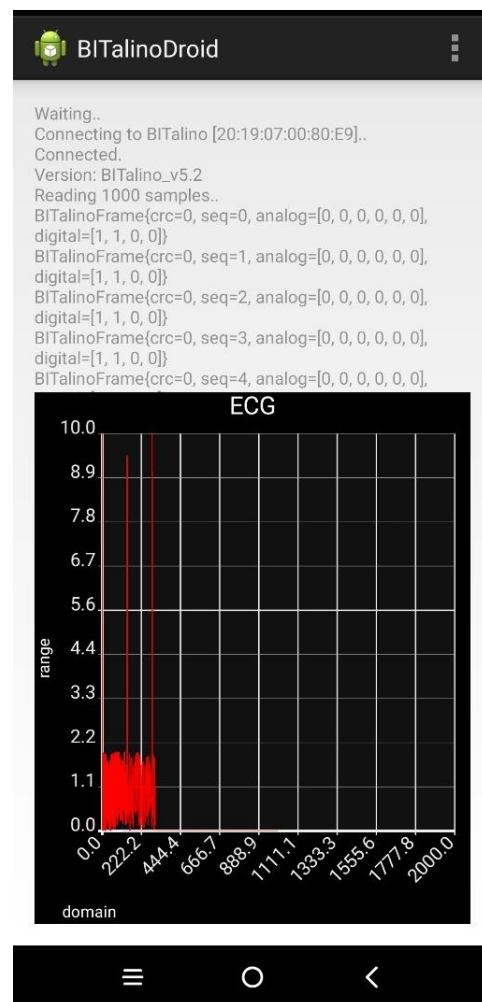 BITalinoDroid
Waiting..
Connecting to BITalino [20:19:07:00:80:E9]..
Connected.
Version: BITalino_v5.2
Reading 1000 samples..
BITalinoFrame{crc=0, seq=0, analog=[0, 0, 0, 0, 0, 0],
digital=[1, 1, 0, 0]}
BITalinoFrame{crc=0, seq=1, analog=[0, 0, 0, 0, 0, 0],
digital=[1, 1, 0, 0]}
BITalinoFrame{crc=0, seq=2, analog=[0, 0, 0, 0, 0, 0],
digital=[1, 1, 0, 0]}
BITalinoFrame{crc=0, seq=3, analog=[0, 0, 0, 0, 0, 0],
digital=[1, 1, 0, 0]}
BITalinoFrame{crc=0, seq=4, analog=[0, 0, 0, 0, 0, 0],
ECG
10.0
8.9
7.8
6.7
5.6
4.4
3.3
2.2
1.1
0.0
range
0.0 222.2 444.4 666.7 888.9 1111.1 1333.3 1555.6 1777.8 2000.0
domain